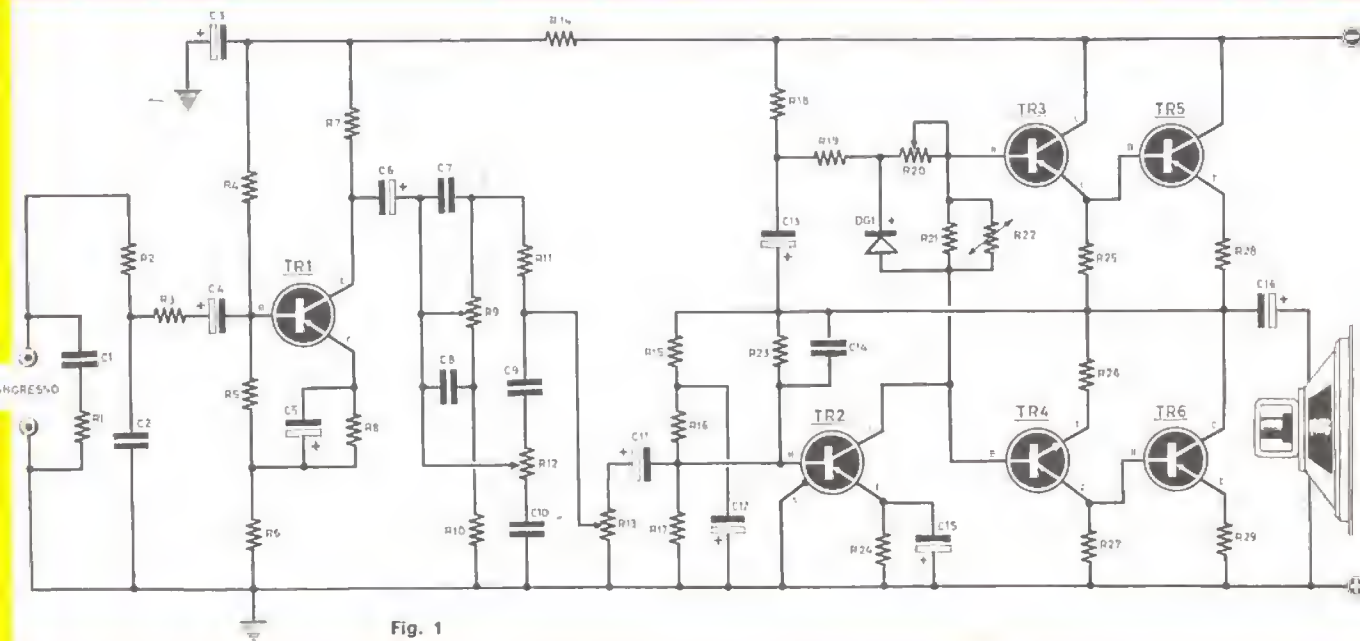 C3
R14
R18
TR3
TR5
R7
R19
R20
B
B
C6
C7
R4
C13
DG1
R21
R22
R25
R28
R2
TR1
R11
C4
R3
B
R9
C16
C1
R15
R23
C14
INGRESSO
C8
C9
R26
R5
R1
C2
C5
R8
R16
TR2
TR4
TR6
R12
C11
B
B
R6
R10
C10
R13
R17
C12
R24
C15
R27
R29
Fig. 1